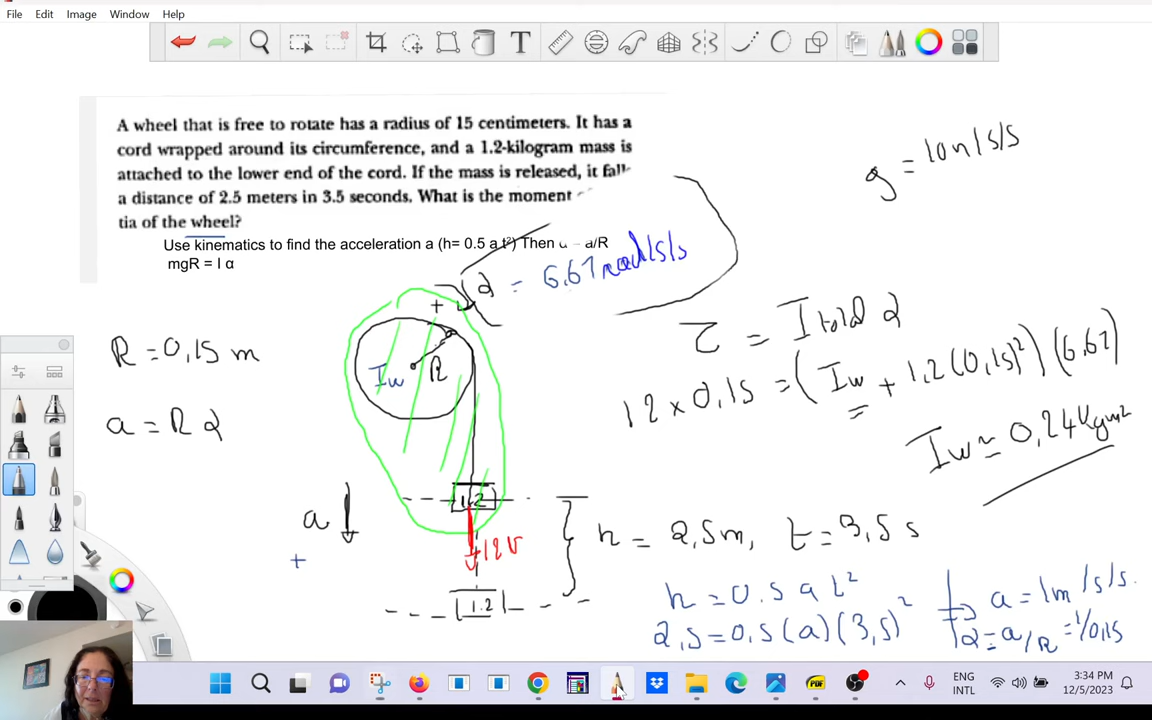 File Edit Image Window Help
A wheel that is free to rotate has a radius of 15 centimeters. It has a
cord wrapped around its circumference, and a 1.2-kilogram mass is
attached to the lower end of the cord. If the mass is released, it fall
a distance of 2.5 meters in 3.5 seconds. What is the moment
tia of the wheel?
Use kinematics to find the acceleration a (h= 0.5 a t²) Then a/R
mgR = I α
g = 10 m/s/s
α = 6.67 rad/s/s
+
R = 0,15 m
a = R α
Iw
R
τ = Itotal α
12 x 0,15 = (Iw + 1,2 (0,15)²) (6,67)
Iw ≃ 0,24 Kgm²
1.2
a
+
12 N
h = 2,5m, t = 3,5 s
1.2
h = 0.5 a t²
2,5 = 0,5 (a) (3,5)²
a = 1m/s/s.
α = a/R = 1/0,15
ENG
INTL
3:34 PM
12/5/2023